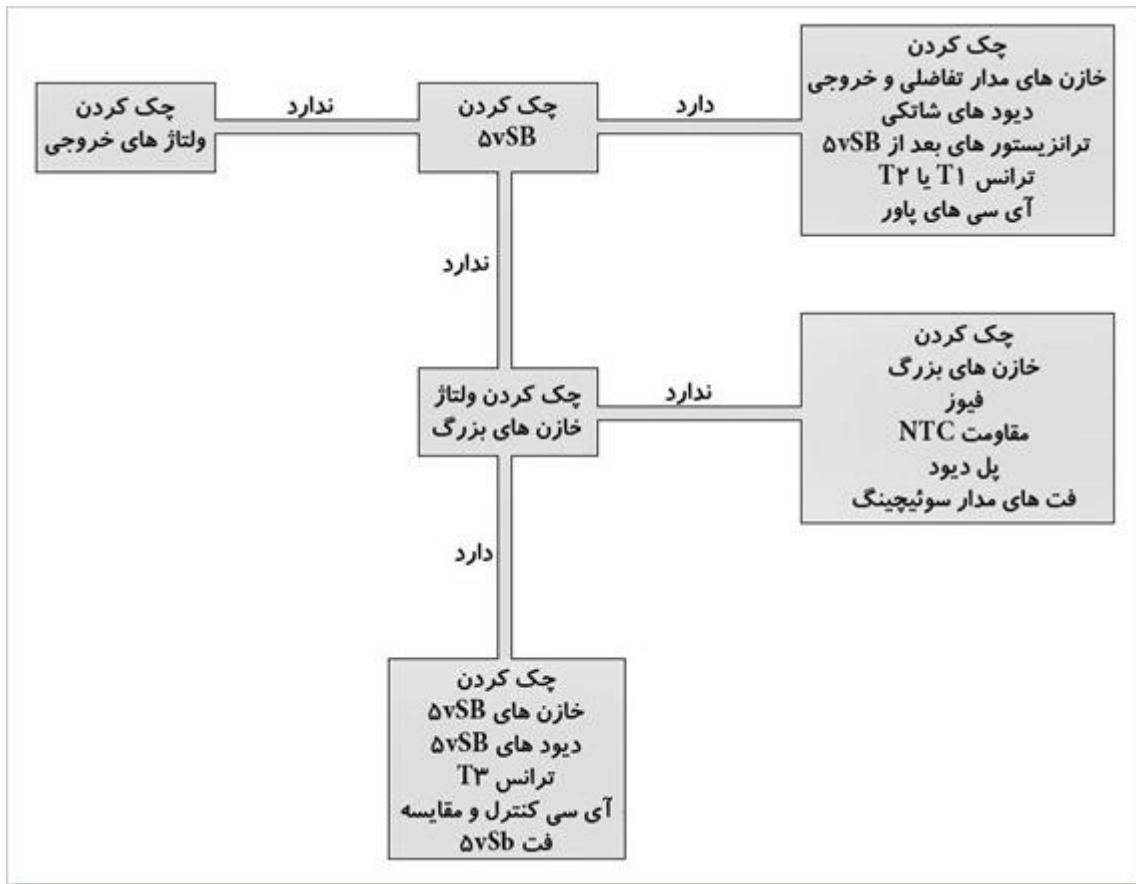 چک کردن
ولتاژ های خروجی
ندارد
چک کردن
۵vSB
دارد
چک کردن
خازن های مدار تفاضلی و خروجی
دیود های شاتکی
ترانزیستور های بعد از ۵vSB
ترانس T۱ یا T۲
آی سی های پاور
ندارد
چک کردن ولتاژ
خازن های بزرگ
ندارد
چک کردن
خازن های بزرگ
فیوز
مقاومت NTC
پل دیود
فت های مدار سوئیچینگ
دارد
چک کردن
خازن های ۵vSB
دیود های ۵vSB
ترانس T۳
آی سی کنترل و مقایسه
فت ۵vSb